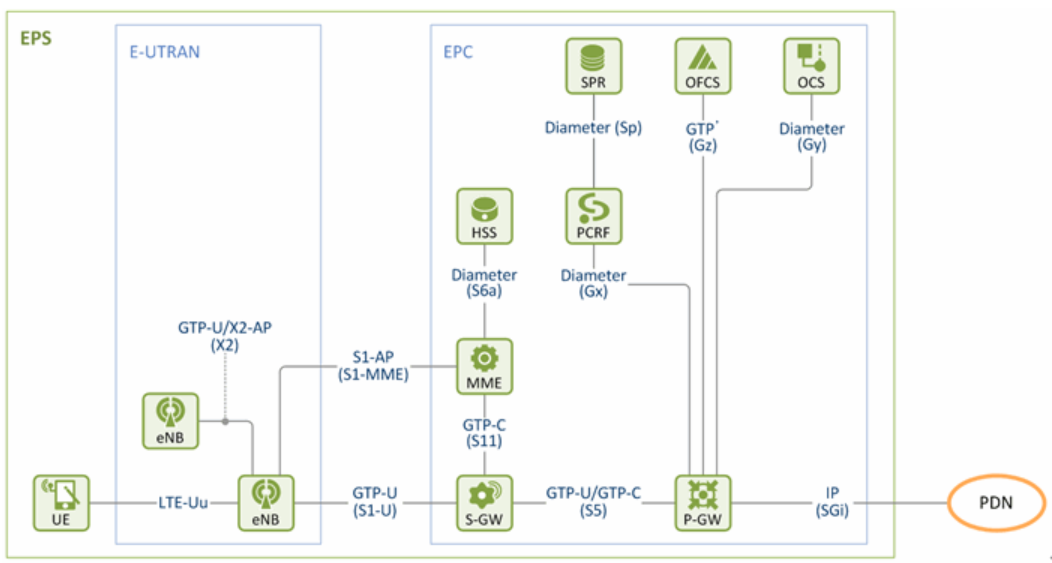 EPS
E-UTRAN
EPC
SPR
OFCS
OCS
Diameter (Sp)
GTP'
(Gz)
Diameter
(Gy)
HSS
PCRF
Diameter
(S6a)
Diameter
(Gx)
GTP-U/X2-AP
(X2)
S1-AP
(S1-MME)
MME
eNB
GTP-C
(S11)
UE
LTE-Uu
eNB
GTP-U
(S1-U)
S-GW
GTP-U/GTP-C
(S5)
P-GW
IP
(SGi)
PDN